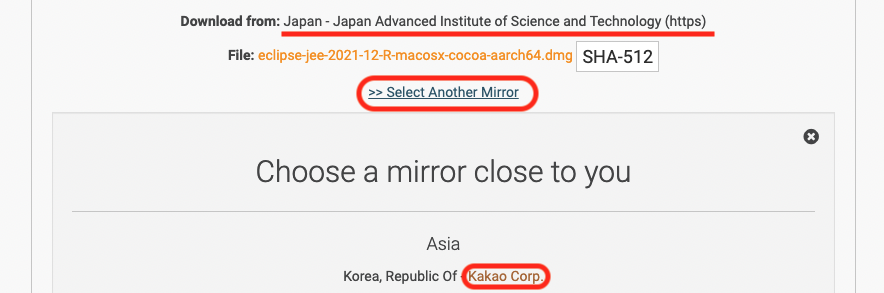 Download from: Japan - Japan Advanced Institute of Science and Technology (https)
File: eclipse-jee-2021-12-R-macosx-cocoa-aarch64.dmg SHA-512
>> Select Another Mirror
Choose a mirror close to you
Asia
Korea, Republic Of - Kakao Corp.